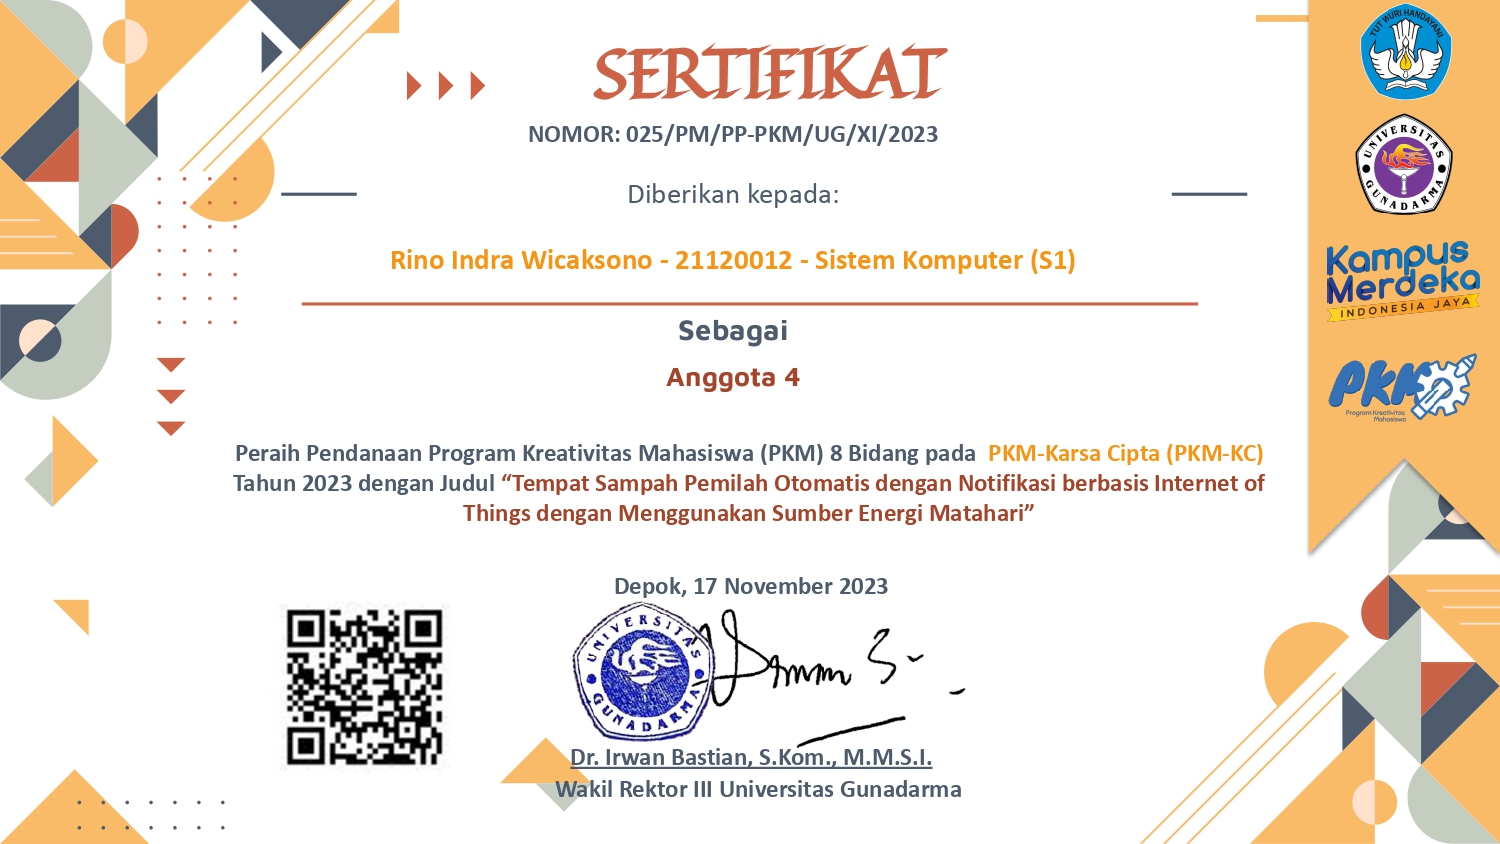 SERTIFIKAT
NOMOR: 025/PM/PP-PKM/UG/XI/2023
Diberikan kepada:
Rino Indra Wicaksono - 21120012 - Sistem Komputer (S1)
Sebagai
Anggota 4
Peraih Pendanaan Program Kreativitas Mahasiswa (PKM) 8 Bidang pada PKM-Karsa Cipta (PKM-KC)
Tahun 2023 dengan Judul “Tempat Sampah Pemilah Otomatis dengan Notifikasi berbasis Internet of
Things dengan Menggunakan Sumber Energi Matahari”
Depok, 17 November 2023
UNIVERSITAS
GUNADARMA
Dr. Irwan Bastian, S.Kom., M.M.S.I.
Wakil Rektor III Universitas Gunadarma
TUT WURI HANDAYANI
UNIVERSITAS
GUNADARMA
Kampus
Merdeka
INDONESIA JAYA
PKM
Program Kreativitas
Mahasiswa